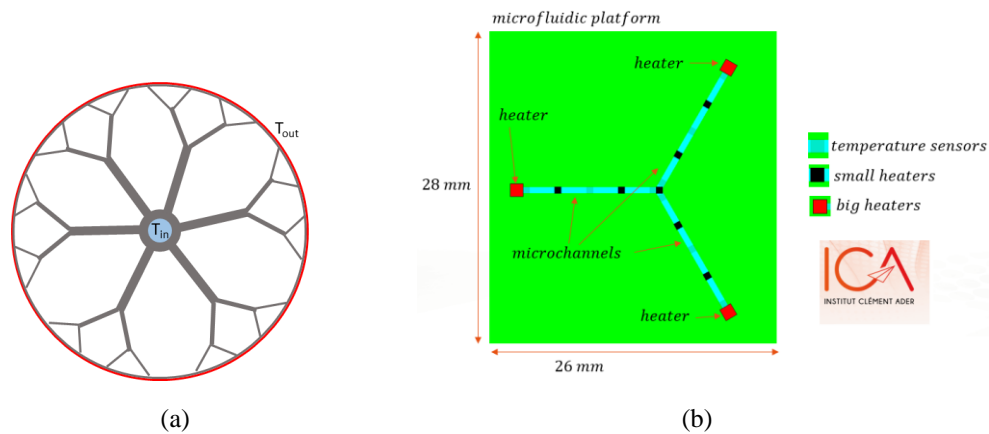 microfluidic platform
heater
heater
T_out
T_in
28 mm
temperature sensors
small heaters
big heaters
microchannels
ICA
INSTITUT CLÉMENT ADER
heater
26 mm
(a)
(b)